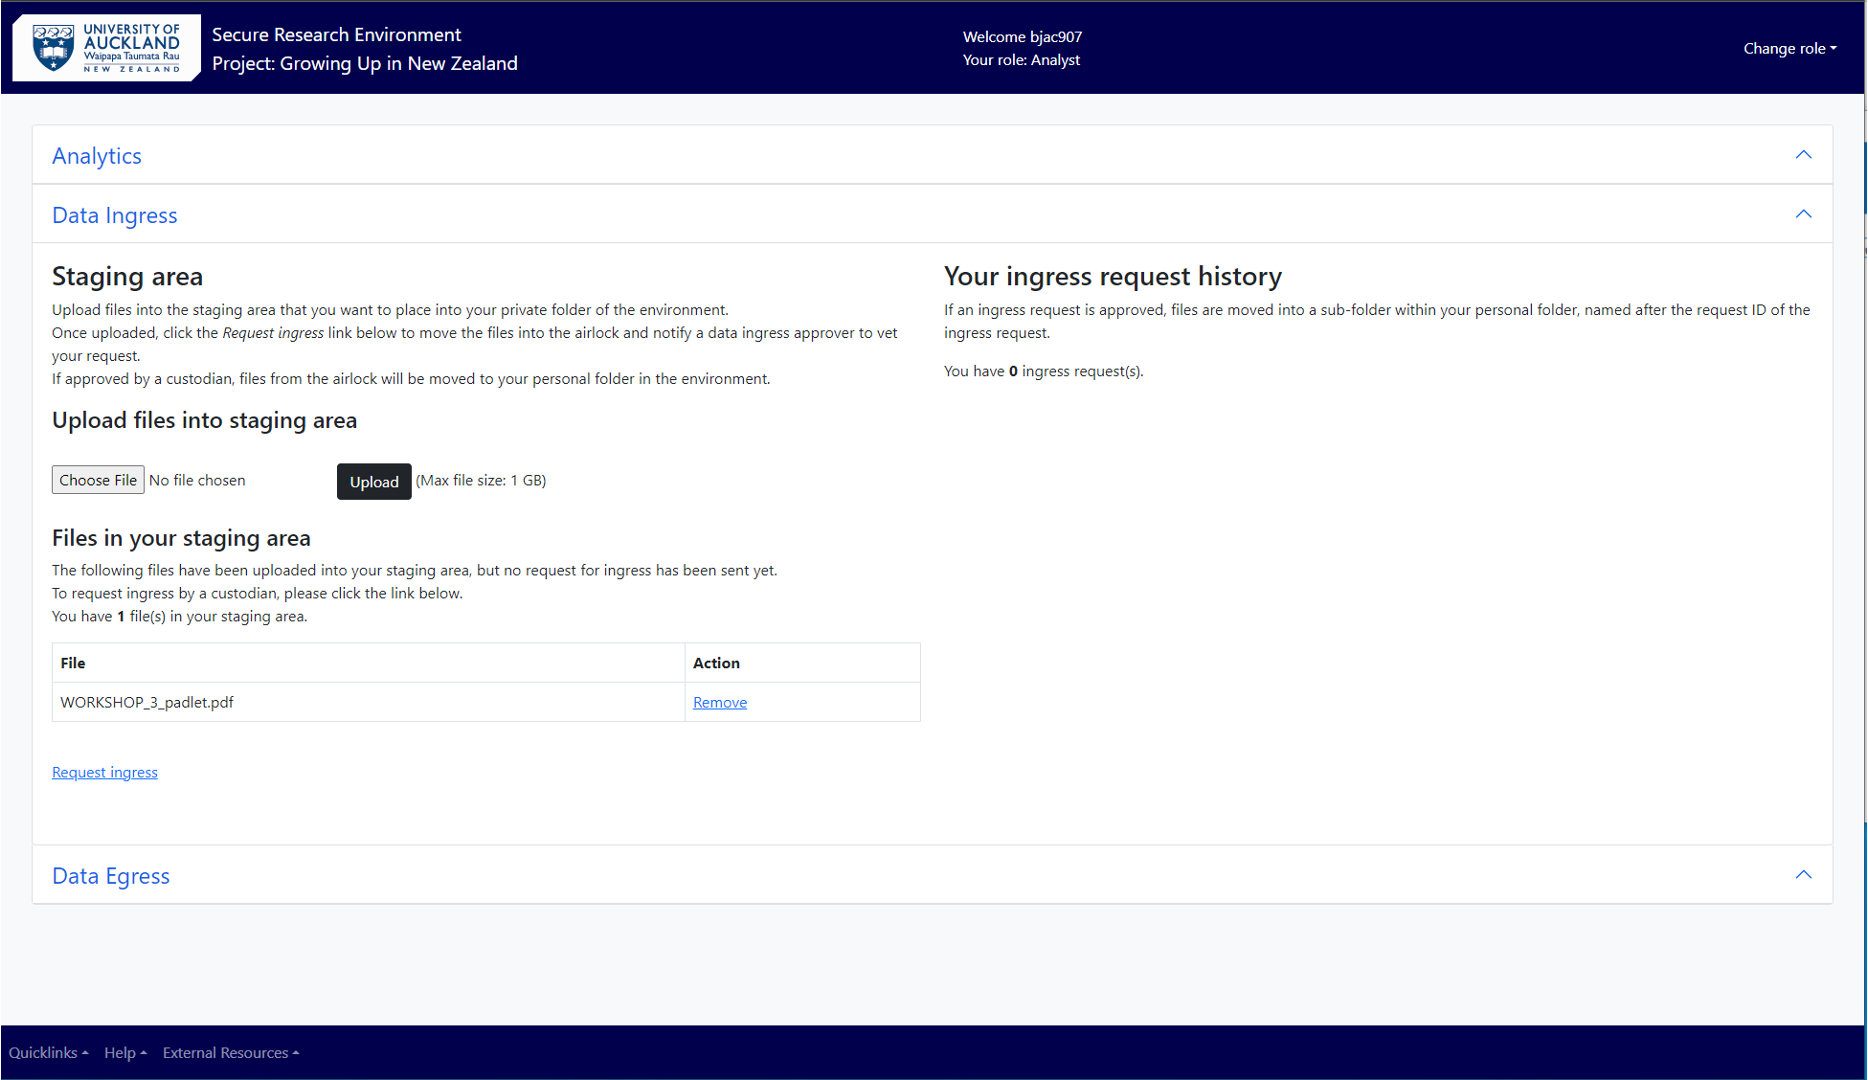 UNIVERSITY OF
AUCKLAND
Waipapa Taumata Rau
NEW ZEALAND
Secure Research Environment
Project: Growing Up in New Zealand
Welcome bjac907
Your role: Analyst
Change role
Analytics
Data Ingress
Staging area
Upload files into the staging area that you want to place into your private folder of the environment.
Once uploaded, click the Request ingress link below to move the files into the airlock and notify a data ingress approver to vet
your request.
If approved by a custodian, files from the airlock will be moved to your personal folder in the environment.
Upload files into staging area
Choose File No file chosen Upload (Max file size: 1 GB)
Files in your staging area
The following files have been uploaded into your staging area, but no request for ingress has been sent yet.
To request ingress by a custodian, please click the link below.
You have 1 file(s) in your staging area.
File Action
WORKSHOP_3_padlet.pdf Remove
Request ingress
Your ingress request history
If an ingress request is approved, files are moved into a sub-folder within your personal folder, named after the request ID of the
ingress request.
You have 0 ingress request(s).
Data Egress
Quicklinks Help External Resources